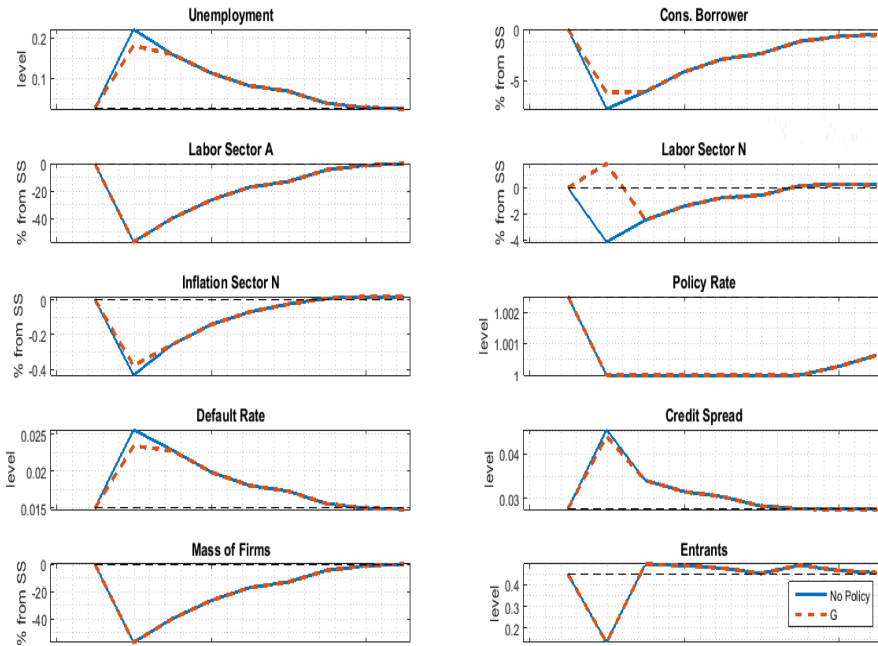 Unemployment
level
0.2
0.1
Cons. Borrower
% from SS
0
-5
Labor Sector A
% from SS
0
-20
-40
Labor Sector N
% from SS
0
-2
-4
Inflation Sector N
% from SS
0
-0.2
-0.4
Policy Rate
level
1.002
1.001
1
Default Rate
level
0.025
0.02
0.015
Credit Spread
level
0.04
0.03
Mass of Firms
% from SS
0
-20
-40
Entrants
level
0.4
0.3
0.2
No Policy
G